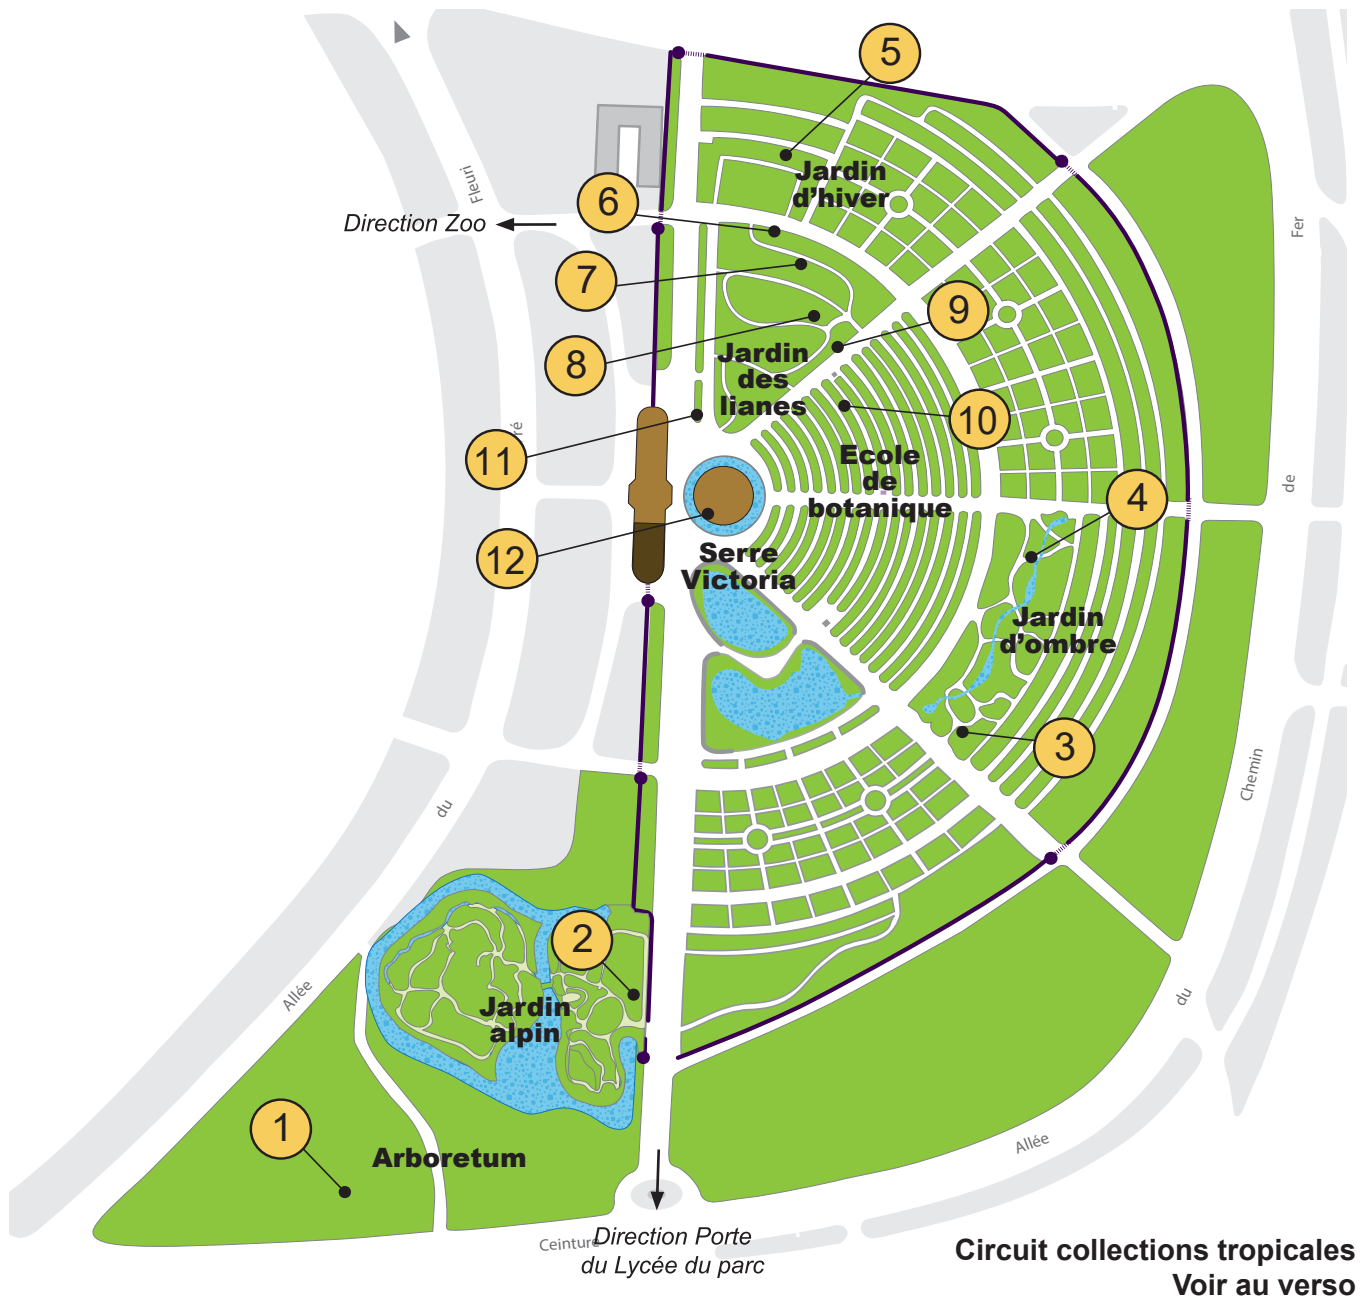 5
Fleuri
Jardin
d'hiver
6
Direction Zoo
Fer
7
9
8
Jardin
des
lianes
10
ré
11
Ecole
de
botanique
de
4
12
Serre
Victoria
Jardin
d'ombre
3
Chemin
du
2
Allée
Jardin
alpin
du
1
Arboretum
Allée
Ceinture
Direction Porte
du Lycée du parc
Circuit collections tropicales
Voir au verso